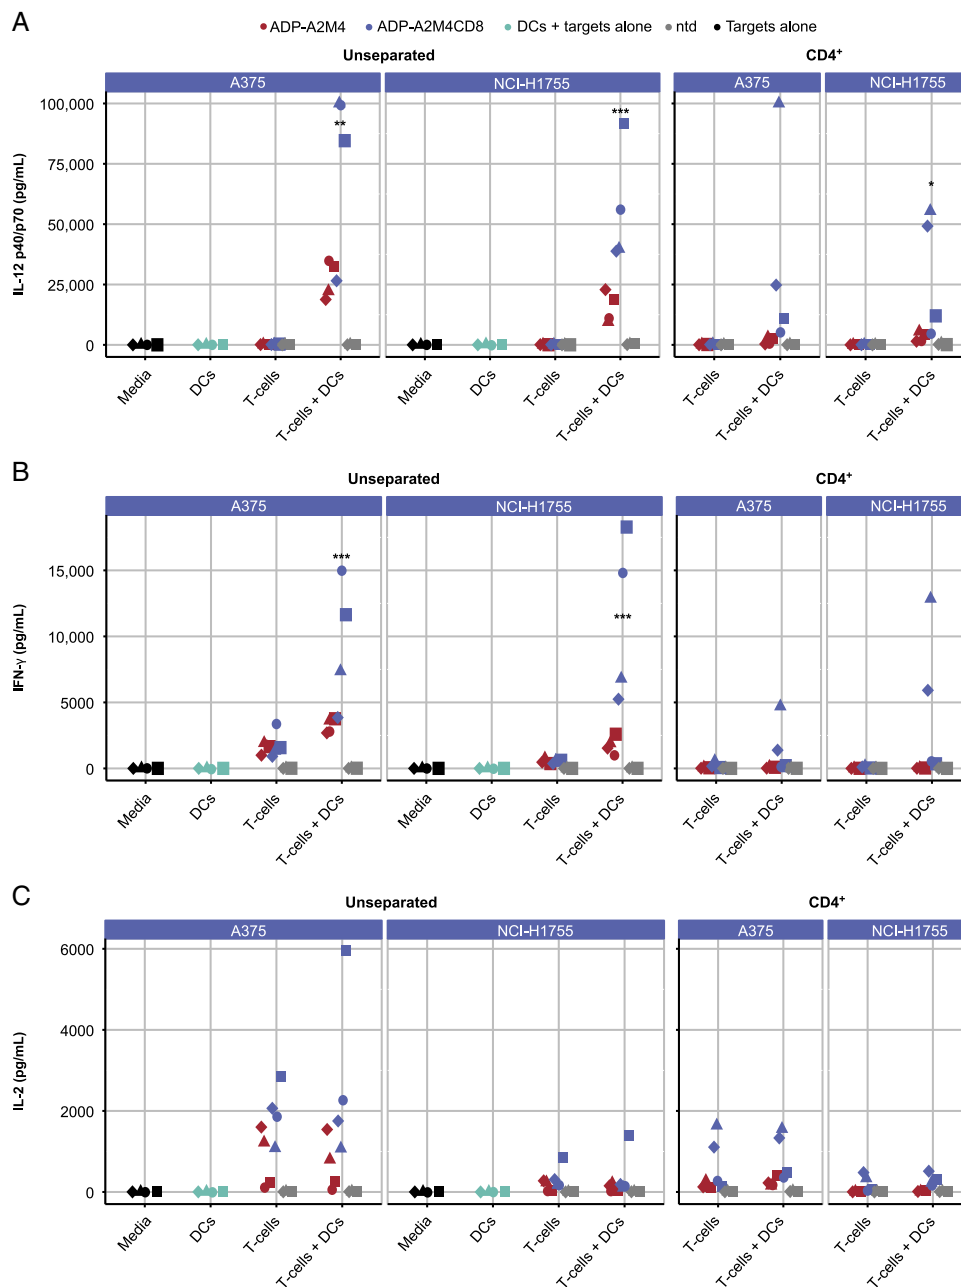 A
ADP-A2M4 ADP-A2M4CD8 DCs + targets alone ntd Targets alone
Unseparated CD4+
A375 NCI-H1755 A375 NCI-H1755
IL-12 p40/p70 (pg/mL)
100,000
75,000
50,000
25,000
0
** *** *
Media DCs T-cells T-cells + DCs Media DCs T-cells T-cells + DCs T-cells T-cells + DCs T-cells T-cells + DCs
B
Unseparated CD4+
A375 NCI-H1755 A375 NCI-H1755
IFN-γ (pg/mL)
15,000
10,000
5000
0
*** ***
Media DCs T-cells T-cells + DCs Media DCs T-cells T-cells + DCs T-cells T-cells + DCs T-cells T-cells + DCs
C
Unseparated CD4+
A375 NCI-H1755 A375 NCI-H1755
IL-2 (pg/mL)
6000
4000
2000
0
Media DCs T-cells T-cells + DCs Media DCs T-cells T-cells + DCs T-cells T-cells + DCs T-cells T-cells + DCs